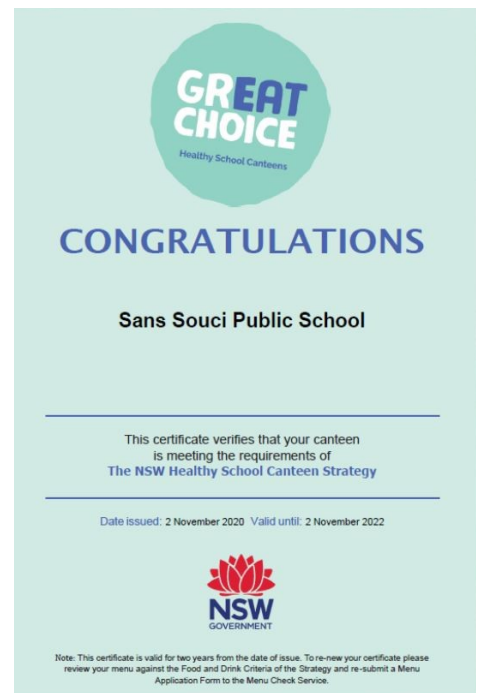 GREAT
CHOICE
Healthy School Canteens
CONGRATULATIONS
Sans Souci Public School
This certificate verifies that your canteen
is meeting the requirements of
The NSW Healthy School Canteen Strategy
Date issued: 2 November 2020 Valid until: 2 November 2022
NSW
GOVERNMENT
Note: This certificate is valid for two years from the date of issue. To re-new your certificate please
review your menu against the Food and Drink Criteria of the Strategy and re-submit a Menu
Application Form to the Menu Check Service.